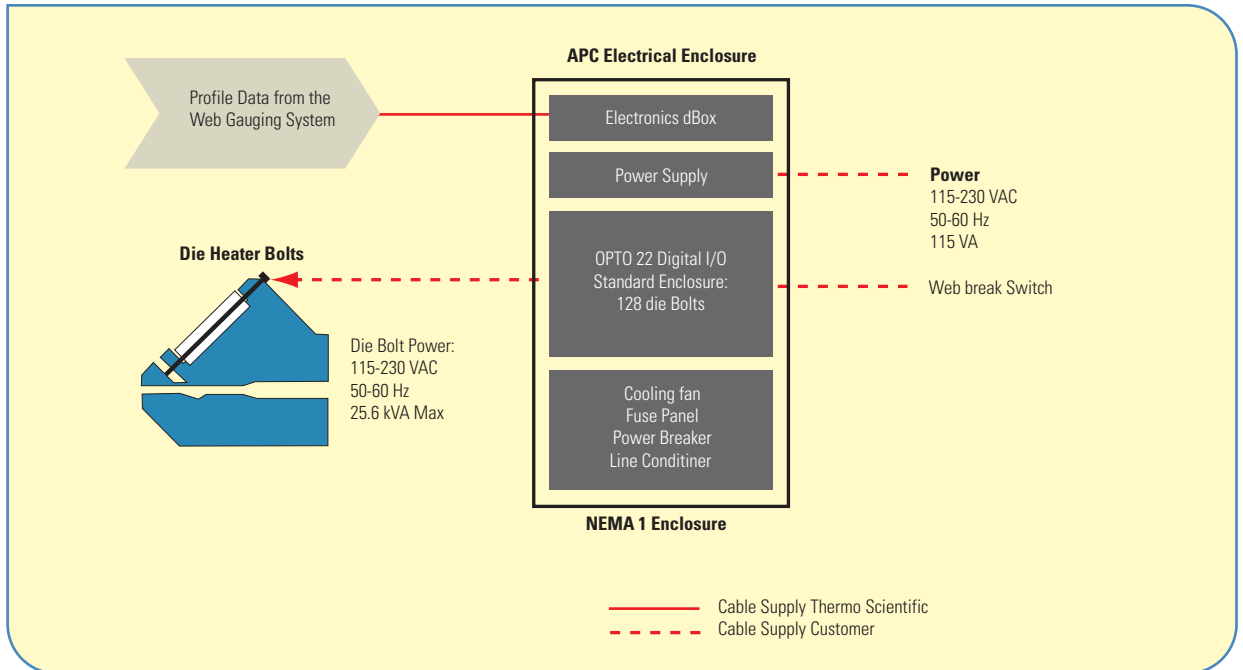 APC Electrical Enclosure
Profile Data from the
Web Gauging System
Electronics dBox
Power Supply
Power
115-230 VAC
50-60 Hz
115 VA
OPTO 22 Digital I/O
Standard Enclosure:
128 die Bolts
Web break Switch
Die Heater Bolts
Die Bolt Power:
115-230 VAC
50-60 Hz
25.6 kVA Max
Cooling fan
Fuse Panel
Power Breaker
Line Conditiner
NEMA 1 Enclosure
Cable Supply Thermo Scientific
Cable Supply Customer